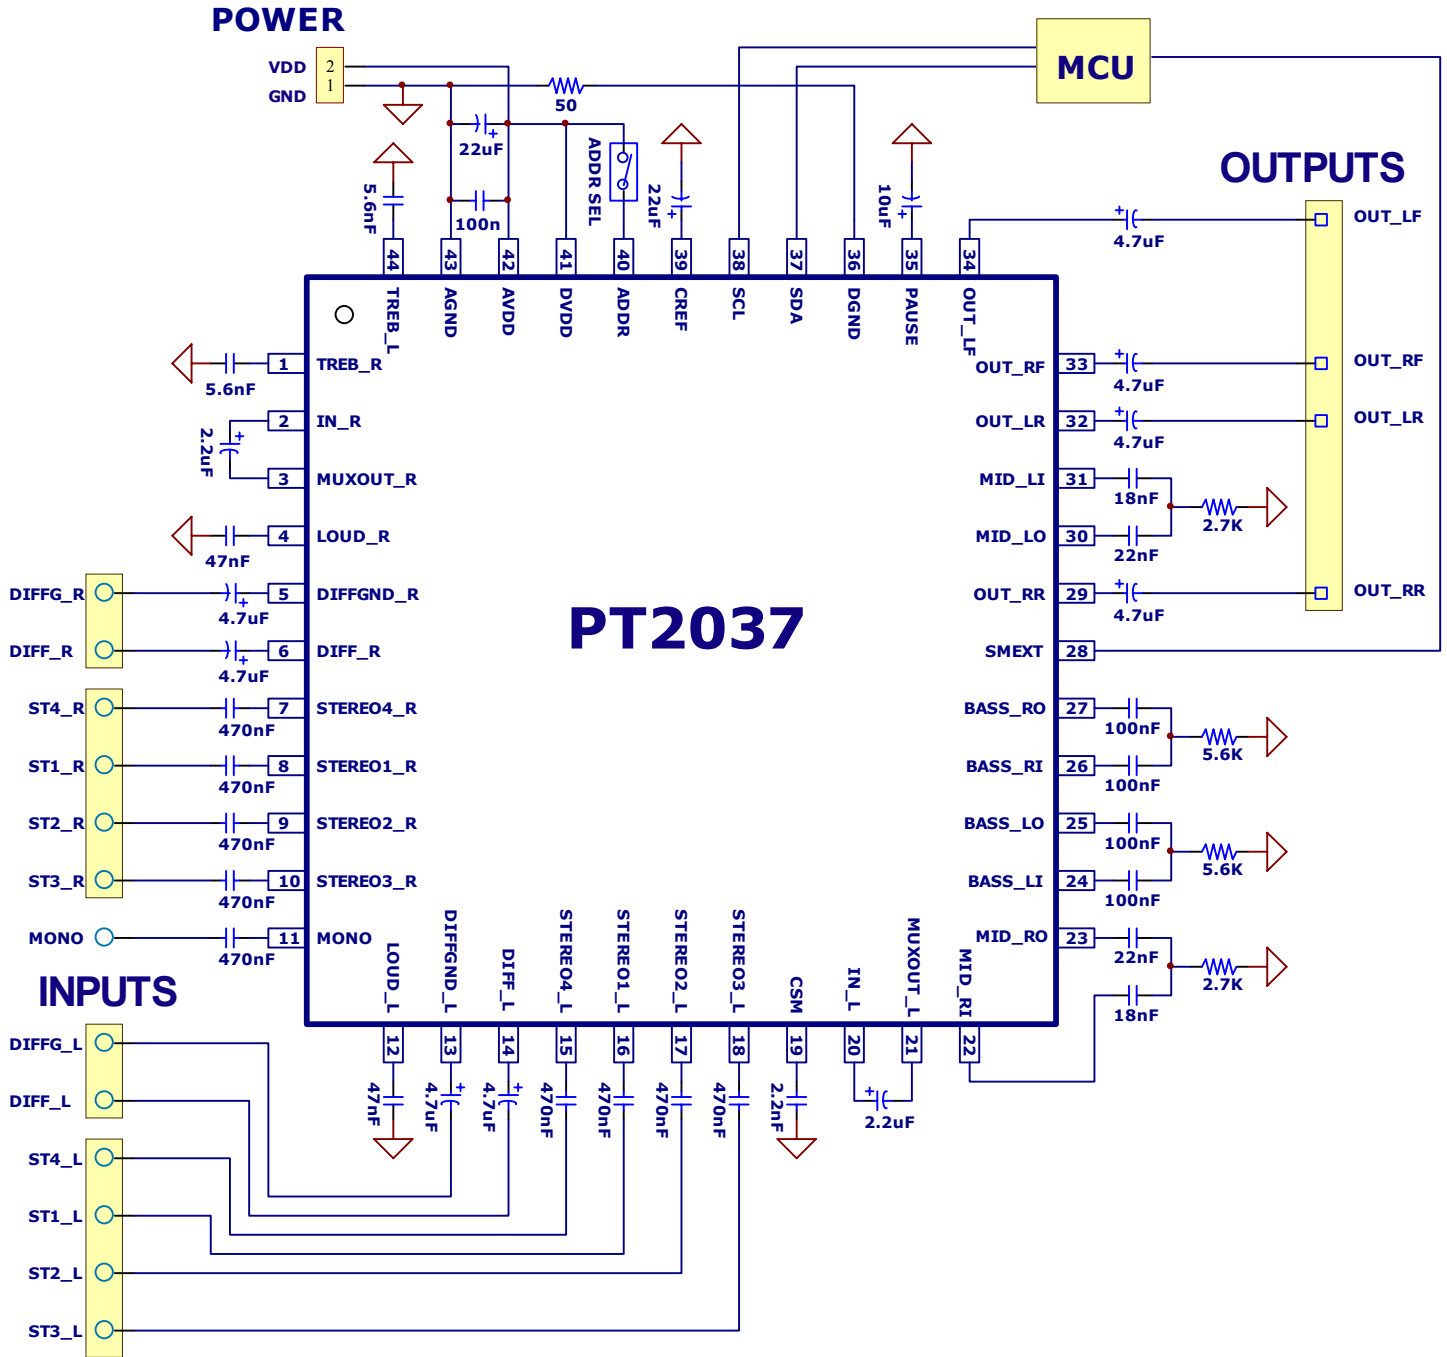 POWER
VDD
2
GND
1
50
22uF
100n
5.6nF
ADDR SEL
22uF
10uF
MCU
OUTPUTS
OUT_LF
4.7uF
OUT_RF
4.7uF
OUT_LR
4.7uF
18nF
2.7K
22nF
OUT_RR
4.7uF
44
43
42
41
40
39
38
37
36
35
34
TREB_L
AGND
AVDD
DVDD
ADDR
CREF
SCL
SDA
DGND
PAUSE
OUT_LF
5.6nF
1
TREB_R
2.2uF
2
IN_R
3
MUXOUT_R
47nF
4
LOUD_R
DIFFG_R
4.7uF
5
DIFFGND_R
DIFF_R
4.7uF
6
DIFF_R
ST4_R
470nF
7
STEREO4_R
ST1_R
470nF
8
STEREO1_R
ST2_R
470nF
9
STEREO2_R
ST3_R
470nF
10
STEREO3_R
MONO
470nF
11
MONO
PT2037
OUT_RF
33
OUT_LR
32
MID_LI
31
MID_LO
30
OUT_RR
29
SMEXT
28
BASS_RO
27
100nF
5.6K
BASS_RI
26
100nF
BASS_LO
25
100nF
5.6K
BASS_LI
24
100nF
MID_RO
23
22nF
2.7K
18nF
LOUD_L
DIFFGND_L
DIFF_L
STEREO4_L
STEREO1_L
STEREO2_L
STEREO3_L
CSM
IN_L
MUXOUT_L
MID_RI
12
13
14
15
16
17
18
19
20
21
22
47nF
4.7uF
4.7uF
470nF
470nF
470nF
470nF
2.2nF
2.2uF
INPUTS
DIFFG_L
DIFF_L
ST4_L
ST1_L
ST2_L
ST3_L